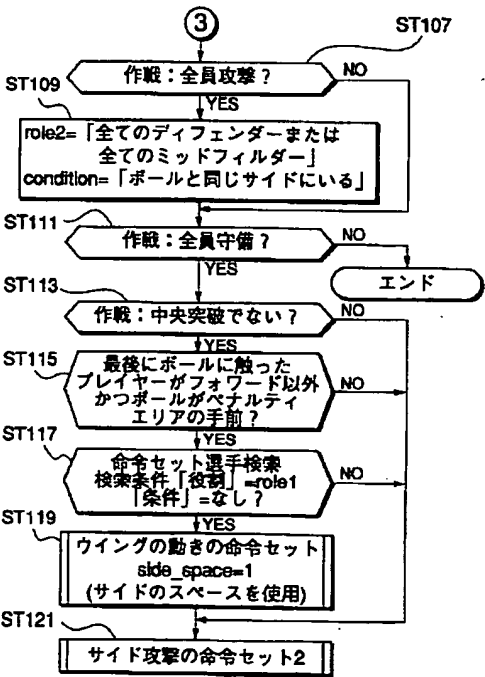 3
ST107
作戦：全員攻撃？
NO
ST109
YES
role2=「全てのディフェンダーまたは
全てのミッドフィルダー」
condition=「ボールと同じサイドにいる」
ST111
作戦：全員守備？
NO
YES
エンド
ST113
作戦：中央突破でない？
NO
YES
ST115
最後にボールに触った
プレイヤーがフォワード以外
かつボールがペナルティ
エリアの手前？
NO
YES
ST117
命令セット選手検索
検索条件「役割」=role1
「条件」=なし？
NO
YES
ST119
ウイングの動きの命令セット
side_space=1
(サイドのスペースを使用)
ST121
サイド攻撃の命令セット2